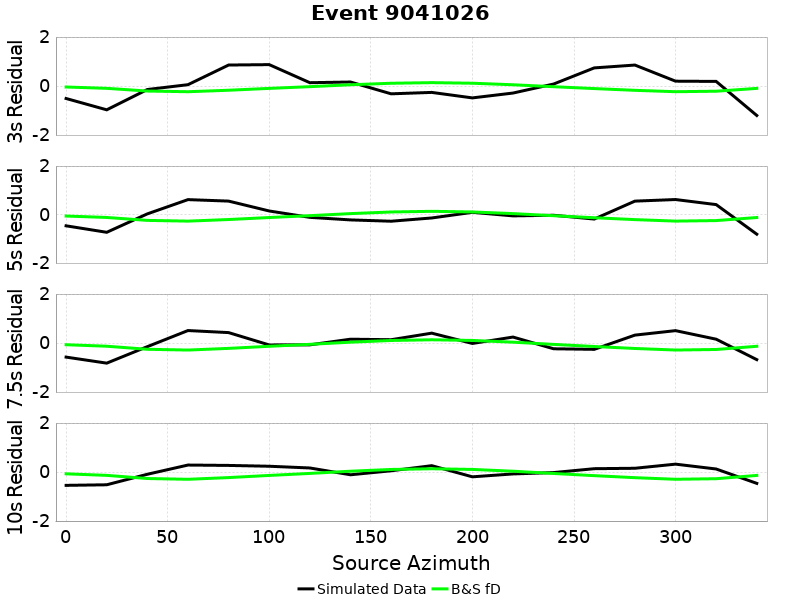 Event 9041026
3s Residual
2
0
-2
5s Residual
2
0
-2
7.5s Residual
2
0
-2
10s Residual
2
0
-2
0 50 100 150 200 250 300
Source Azimuth
Simulated Data B&S fD